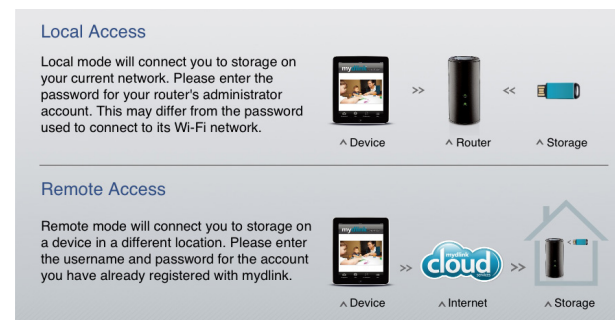 Local Access
Local mode will connect you to storage on
your current network. Please enter the
password for your router's administrator
account. This may differ from the password
used to connect to its Wi-Fi network.
my
>>
<<
^ Device
^ Router
^ Storage
Remote Access
Remote mode will connect you to storage on
a device in a different location. Please enter
the username and password for the account
you have already registered with mydlink.
my
>>
mydlink
cloud
>>
^ Device
^ Internet
^ Storage